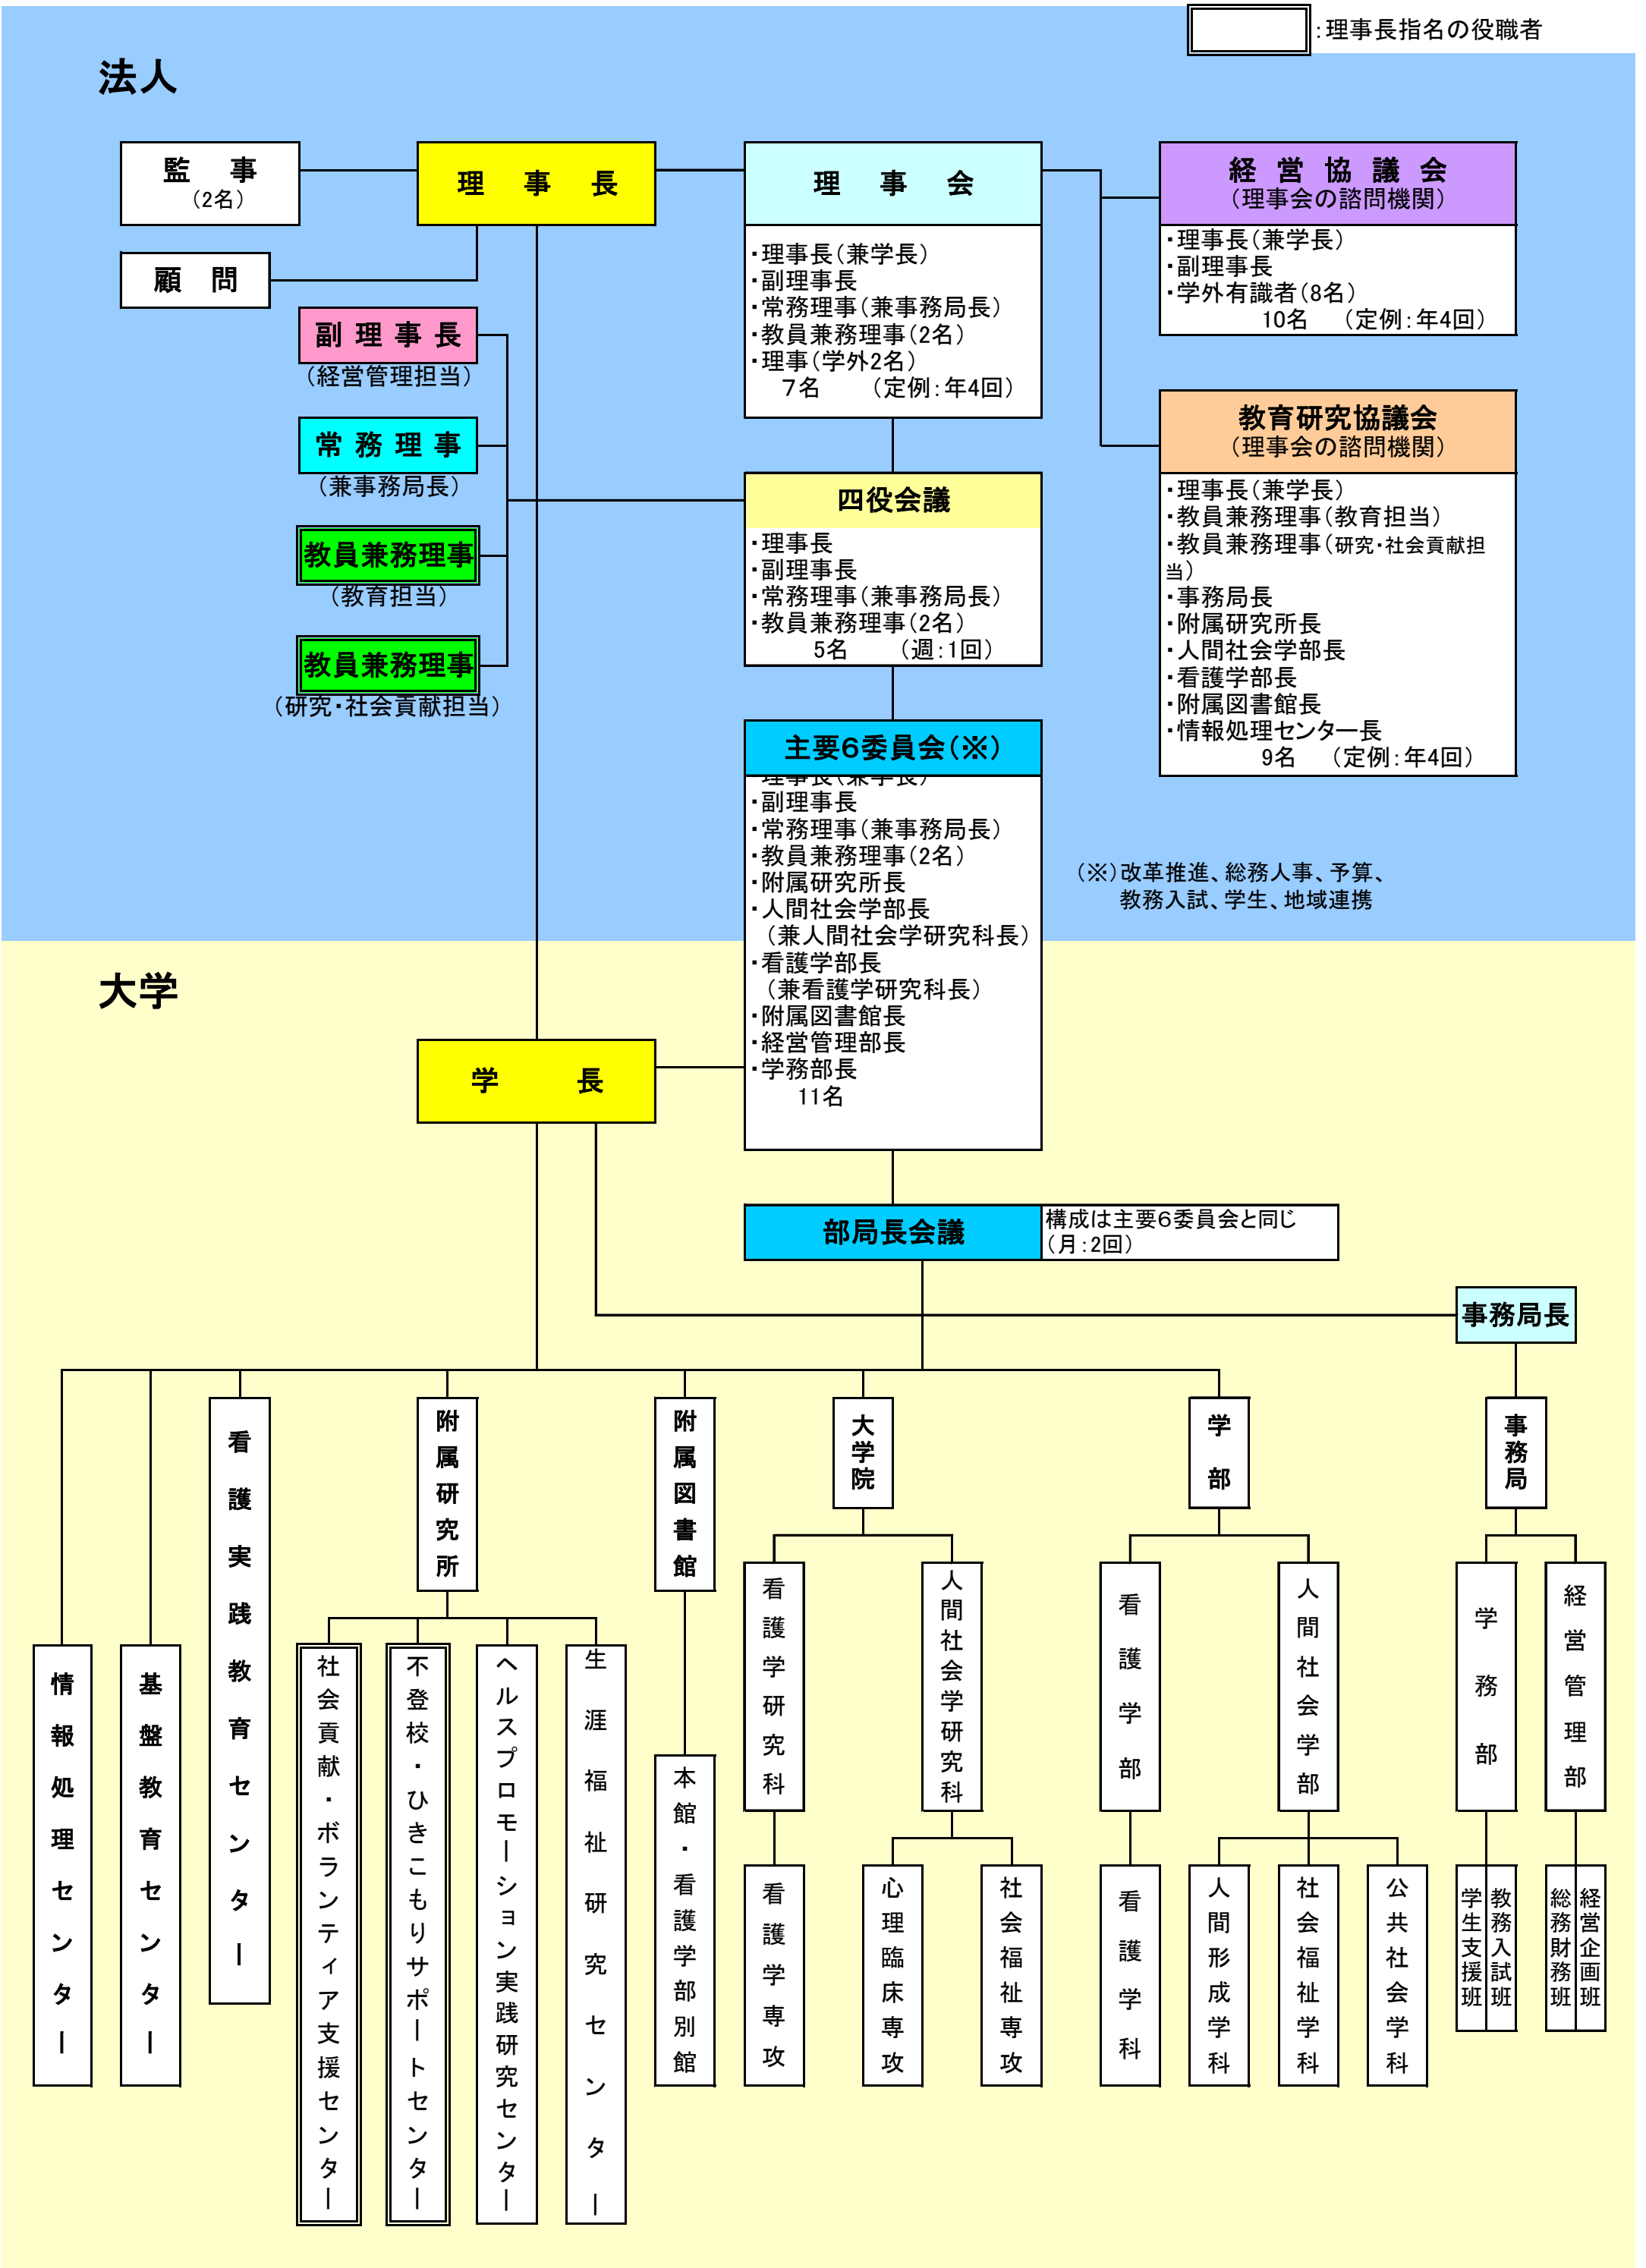 :理事長指名の役職者
法人
監　事
(2名)
理　事　長
理　事　会
経 営 協 議 会
(理事会の諮問機関)
顧　問
・理事長(兼学長)
・副理事長
・常務理事(兼事務局長)
・教員兼務理事(2名)
・理事(学外2名)
7名　(定例:年4回)
・理事長(兼学長)
・副理事長
・学外有識者(8名)
10名　(定例:年4回)
副 理 事 長
(経営管理担当)
常 務 理 事
(兼事務局長)
教員兼務理事
(教育担当)
教員兼務理事
(研究・社会貢献担当)
四役会議
・理事長
・副理事長
・常務理事(兼事務局長)
・教員兼務理事(2名)
5名　(週:1回)
教育研究協議会
(理事会の諮問機関)
・理事長(兼学長)
・教員兼務理事(教育担当)
・教員兼務理事(研究・社会貢献担
当)
・事務局長
・附属研究所長
・人間社会学部長
・看護学部長
・附属図書館長
・情報処理センター長
9名　(定例:年4回)
主要6委員会(※)
・理事長(兼学長)
・副理事長
・常務理事(兼事務局長)
・教員兼務理事(2名)
・附属研究所長
・人間社会学部長
(兼人間社会学研究科長)
・看護学部長
(兼看護学研究科長)
・附属図書館長
・経営管理部長
・学務部長
11名
(※)改革推進、総務人事、予算、
教務入試、学生、地域連携
大学
学　長
部局長会議
構成は主要6委員会と同じ
(月:2回)
事務局長
看護実践教育センター
附属研究所
附属図書館
大学院
学部
事務局
情報処理センター
基盤教育センター
社会貢献・ボランティア支援センター
不登校・ひきこもりサポートセンター
ヘルスプロモーション実践研究センター
生涯福祉研究センター
本館・看護学部別館
看護学研究科
人間社会学研究科
看護学部
人間社会学部
学務部
経営管理部
看護学専攻
心理臨床専攻
社会福祉専攻
看護学科
人間形成学科
社会福祉学科
公共社会学科
学生支援班
教務入試班
総務財務班
経営企画班